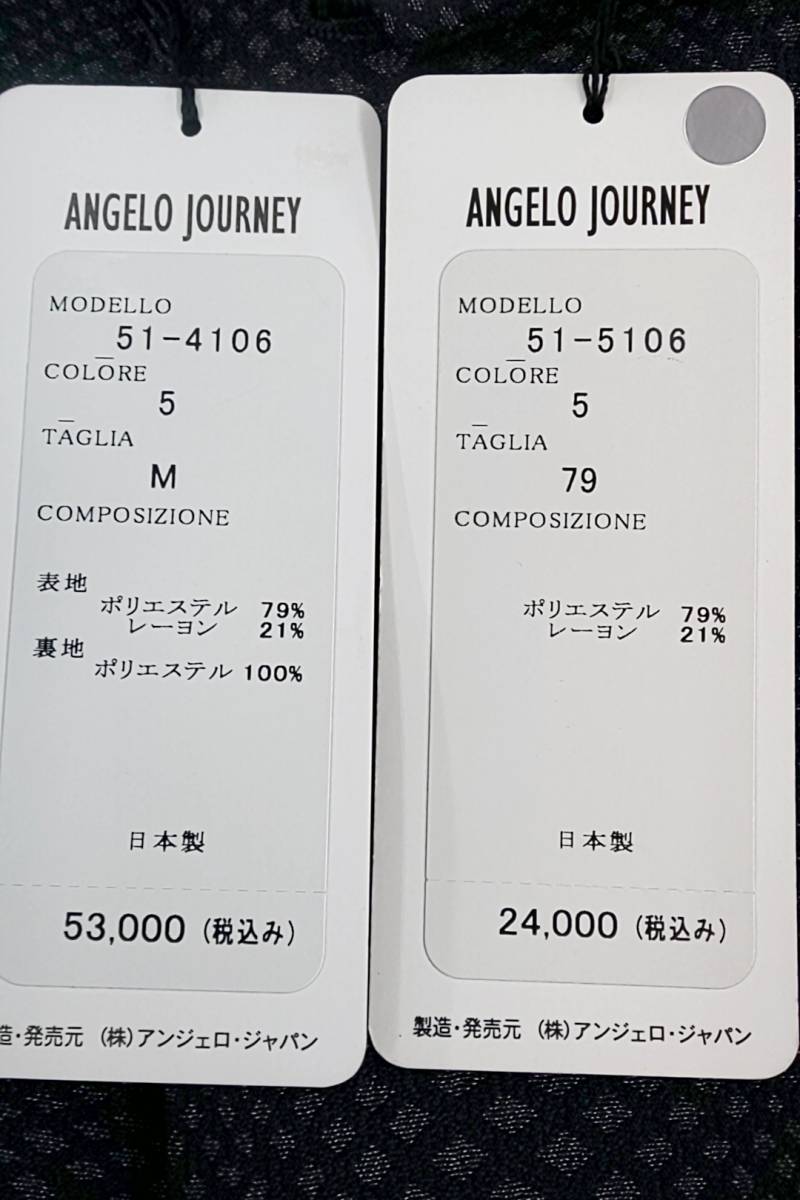 ANGELO JOURNEY
MODELLO
51-4106
COLORE
5
TAGLIA
M
COMPOSIZIONE
表地
ポリエステル 79%
レーヨン 21%
裏地
ポリエステル 100%
日本製
53,000 (税込み)
造・発売元 (株)アンジェロ・ジャパン
ANGELO JOURNEY
MODELLO
51-5106
COLORE
5
TAGLIA
79
COMPOSIZIONE
ポリエステル 79%
レーヨン 21%
日本製
24,000 (税込み)
製造・発売元 (株)アンジェロ・ジャパン